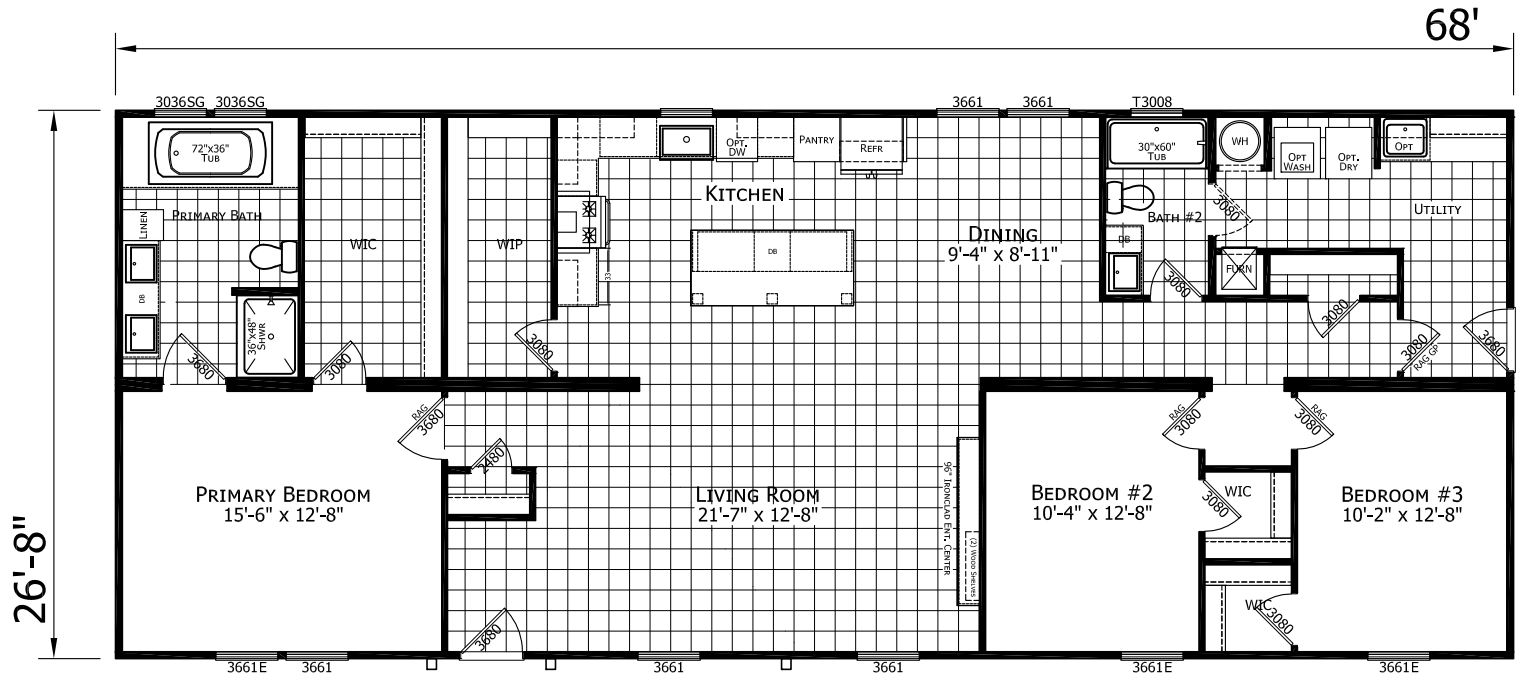 68'
26'-8"
3036SG 3036SG
3661 3661
T3008
72"x36"
TUB
PRIMARY BATH
LINEN
DB
36"x48"
SHWR
3680
WIC
3080
WIP
3080
OPT.
DW
PANTRY
REFR
KITCHEN
DB
33
DINING
9'-4" x 8'-11"
30"x60"
TUB
BATH #2
DB
3080
3080
WH
OPT
WASH
OPT.
DRY
OPT
UTILITY
FURN
3080
3080
RAG GP
3680
RAG
3680
2480
PRIMARY BEDROOM
15'-6" x 12'-8"
LIVING ROOM
21'-7" x 12'-8"
96" IRONCLAD ENT. CENTER
(2) WOOD SHELVES
RAG
3080
RAG
3080
BEDROOM #2
10'-4" x 12'-8"
3080
WIC
BEDROOM #3
10'-2" x 12'-8"
WIC
3080
3680
3661E 3661
3661
3661
3661E
3661E